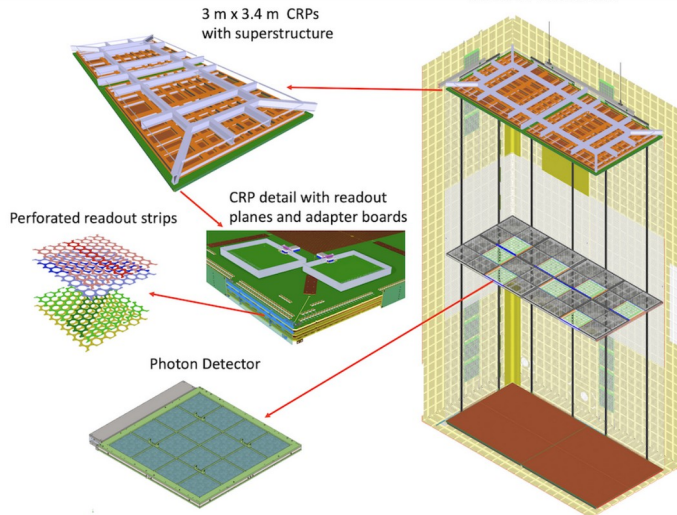 3 m x 3.4 m CRPs
with superstructure
CRP detail with readout
planes and adapter boards
Perforated readout strips
Photon Detector